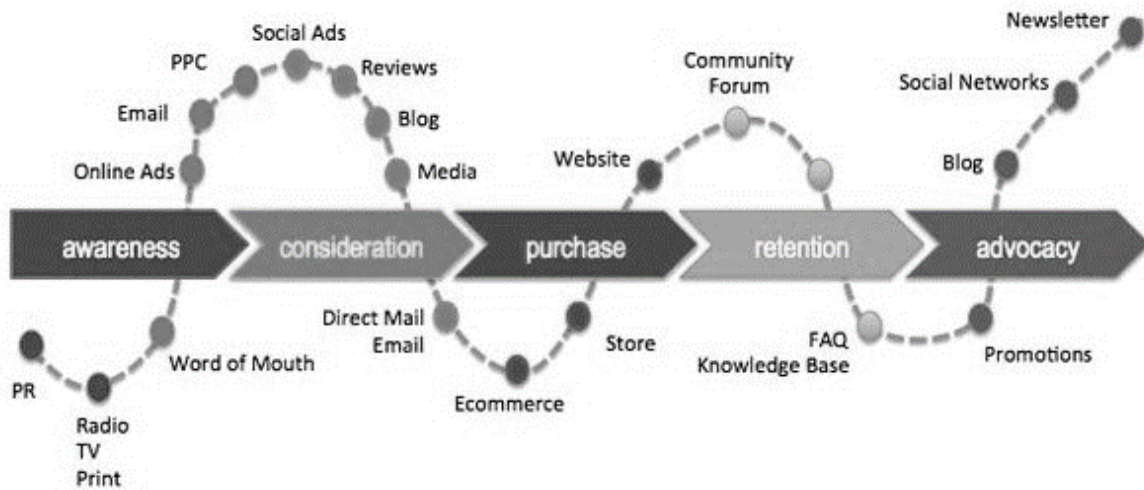 Newsletter
Social Ads
PPC
Reviews
Community
Forum
Social Networks
Email
Blog
Website
Blog
Online Ads
Media
awareness
consideration
purchase
retention
advocacy
Direct Mail
Email
Store
FAQ
Knowledge Base
Promotions
Word of Mouth
PR
Ecommerce
Radio
TV
Print